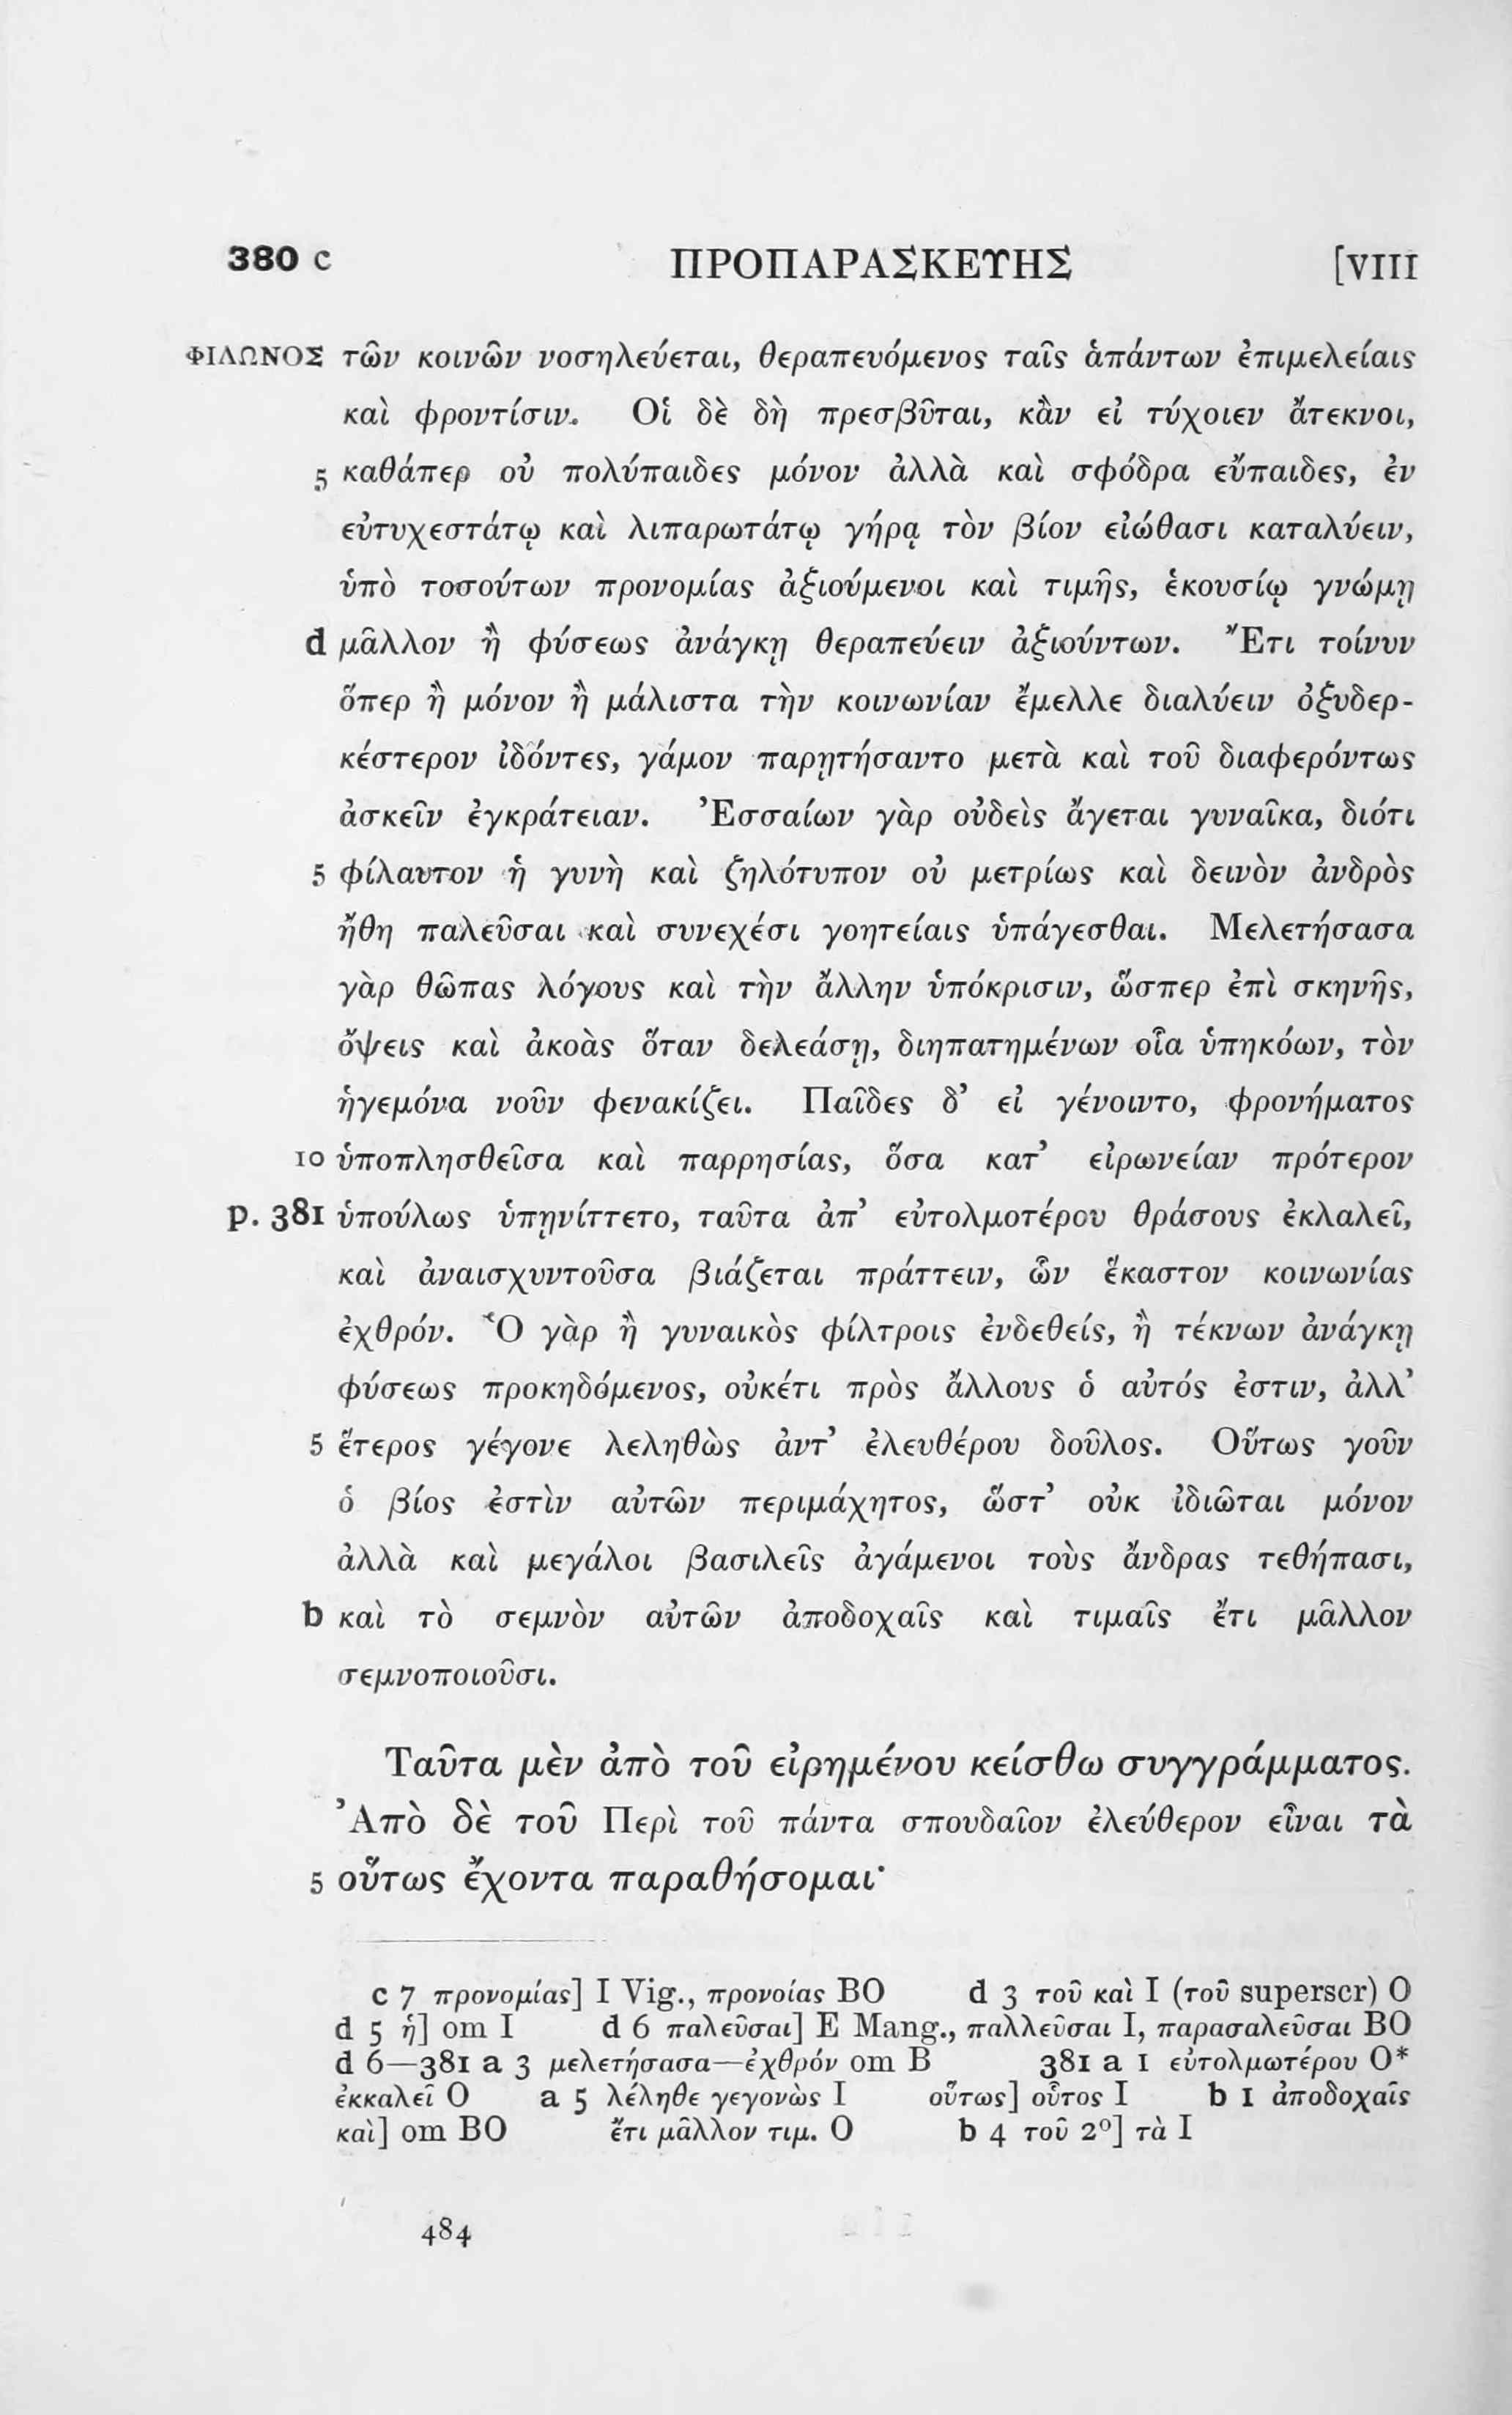 380 c ΠΡΟΠΑΡΑΣΚΕΥΗΣ [VIII
ΦΙΛΩΝΟΣ τῶν κοινῶν νοσηλεύεται, θεραπευόμενος ταῖς ἁπάντων ἐπιμελείαις
καὶ φροντίσιν. Οἱ δὲ δὴ πρεσβῦται, κἂν εἰ τύχοιεν ἄτεκνοι,
5 καθάπερ οὐ πολύπαιδες μόνον ἀλλὰ καὶ σφόδρα εὔπαιδες, ἐν
εὐτυχεστάτῳ καὶ λιπαρωτάτῳ γήρᾳ τὸν βίον εἰώθασι καταλύειν,
ὑπὸ τοσούτων προνομίας ἀξιούμενοι καὶ τιμῆς, ἑκουσίῳ γνώμῃ
d μᾶλλον ἢ φύσεως ἀνάγκῃ θεραπεύειν ἀξιούντων. Ἔτι τοίνυν
ὅπερ ἢ μόνον ἢ μάλιστα τὴν κοινωνίαν ἔμελλε διαλύειν ὀξυδερ-
κέστερον ἰδόντες, γάμον παρῃτήσαντο μετὰ καὶ τοῦ διαφερόντως
ἀσκεῖν ἐγκράτειαν. Ἐσσαίων γὰρ οὐδεὶς ἄγεται γυναῖκα, διότι
5 φίλαυτον ἡ γυνὴ καὶ ζηλότυπον οὐ μετρίως καὶ δεινὸν ἀνδρὸς
ἤθη παλεῦσαι καὶ συνεχέσι γοητείαις ὑπάγεσθαι. Μελετήσασα
γὰρ θῶπας λόγους καὶ τὴν ἄλλην ὑπόκρισιν, ὥσπερ ἐπὶ σκηνῆς,
ὄψεις καὶ ἀκοὰς ὅταν δελεάσῃ, διηπατημένων οἷα ὑπηκόων, τὸν
ἡγεμόνα νοῦν φενακίζει. Παῖδες δ’ εἰ γένοιντο, φρονήματος
10 ὑποπλησθεῖσα καὶ παρρησίας, ὅσα κατ’ εἰρωνείαν πρότερον
p. 381 ὑπούλως ὑπῃνίττετο, ταῦτα ἀπ’ εὐτολμοτέρου θράσους ἐκλαλεῖ,
καὶ ἀναισχυντοῦσα βιάζεται πράττειν, ὧν ἕκαστον κοινωνίας
ἐχθρόν. Ὁ γὰρ ἢ γυναικὸς φίλτροις ἐνδεθείς, ἢ τέκνων ἀνάγκῃ
φύσεως προκηδόμενος, οὐκέτι πρὸς ἄλλους ὁ αὐτός ἐστιν, ἀλλ’
5 ἕτερος γέγονε λεληθὼς ἀντ’ ἐλευθέρου δοῦλος. Οὕτως γοῦν
ὁ βίος ἐστὶν αὐτῶν περιμάχητος, ὥστ’ οὐκ ἰδιῶται μόνον
ἀλλὰ καὶ μεγάλοι βασιλεῖς ἀγάμενοι τοὺς ἄνδρας τεθήπασι,
b καὶ τὸ σεμνὸν αὐτῶν ἀποδοχαῖς καὶ τιμαῖς ἔτι μᾶλλον
σεμνοποιοῦσι.
Ταῦτα μὲν ἀπὸ τοῦ εἰρημένου κείσθω συγγράμματος.
Ἀπὸ δὲ τοῦ Περὶ τοῦ πάντα σπουδαῖον ἐλεύθερον εἶναι τὰ
5 οὕτως ἔχοντα παραθήσομαι·
c 7 προνομίας] I Vig., προνοίας BO d 3 τοῦ καὶ I (τοῦ superscr) O
d 5 ἡ] om I d 6 παλεῦσαι] E Mang., παλλεῦσαι I, παρασαλεῦσαι BO
d 6—381 a 3 μελετήσασα—ἐχθρόν om B 381 a 1 εὐτολμωτέρου O*
ἐκκαλεῖ O a 5 λέληθε γεγονὼς I οὕτως] οὗτος I b 1 ἀποδοχαῖς
καὶ] om BO ἔτι μᾶλλον τιμ. O b 4 τοῦ 2º] τὰ I
484